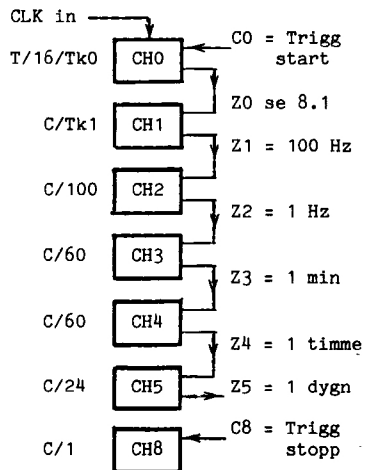 CLK in
C0 = Trigg
start
T/16/Tk0 CH0
Z0 se 8.1
C/Tk1 CH1
Z1 = 100 Hz
C/100 CH2
Z2 = 1 Hz
C/60 CH3
Z3 = 1 min
C/60 CH4
Z4 = 1 timme
C/24 CH5 Z5 = 1 dygn
C8 = Trigg
stopp
C/1 CH8